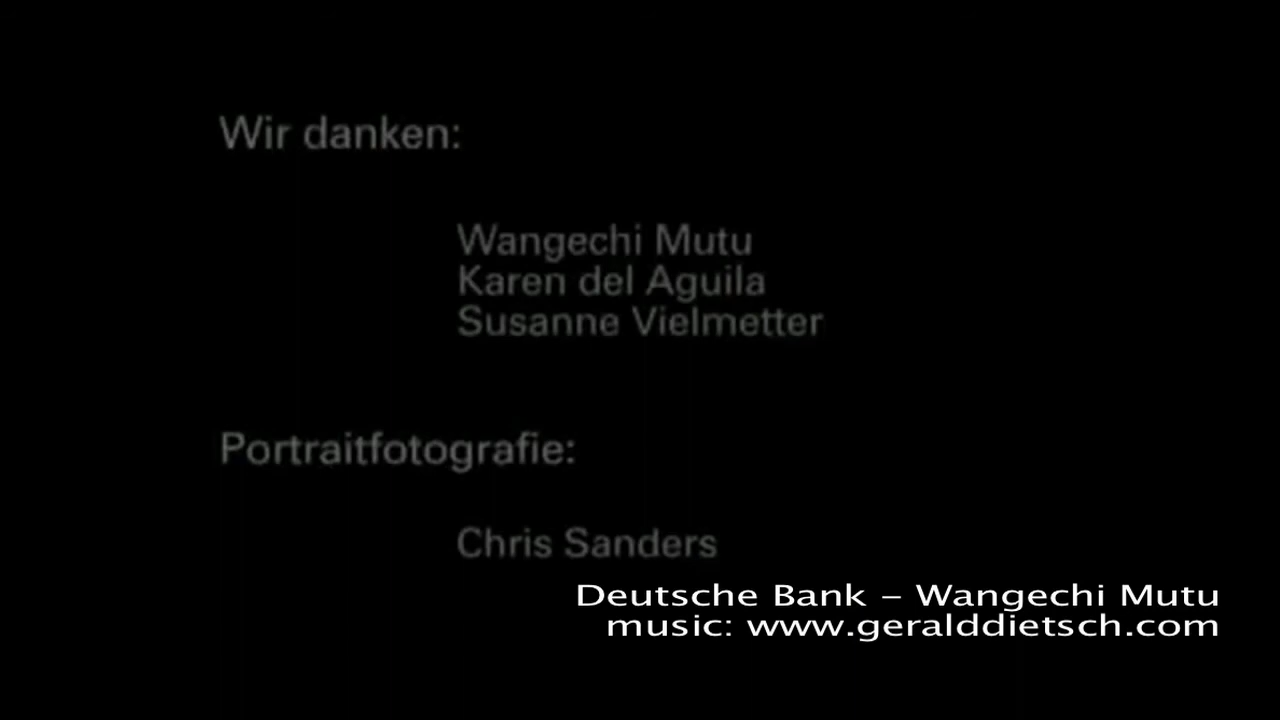 Wir danken:
Wangechi Mutu
Karen del Aguila
Susanne Vielmetter
Portraitfotografie:
Chris Sanders
Deutsche Bank – Wangechi Mutu
music: www.geralddietsch.com